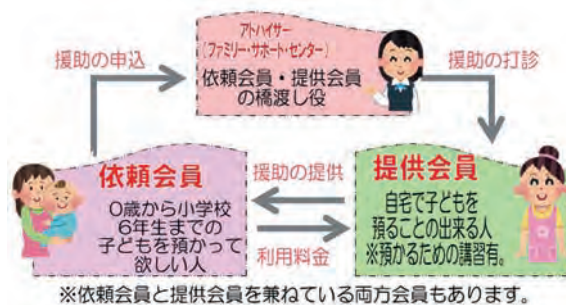 アドハイサー
(ファミリー・サポート・センター)
依頼会員・提供会員
の橋渡し役
援助の申込
援助の打診
依頼会員
0歳から小学校
6年生までの
子どもを預かって
欲しい人
援助の提供
利用料金
提供会員
自宅で子どもを
預ることの出来る人
※預かるための講習有。
※依頼会員と提供会員を兼ねている両方会員もあります。